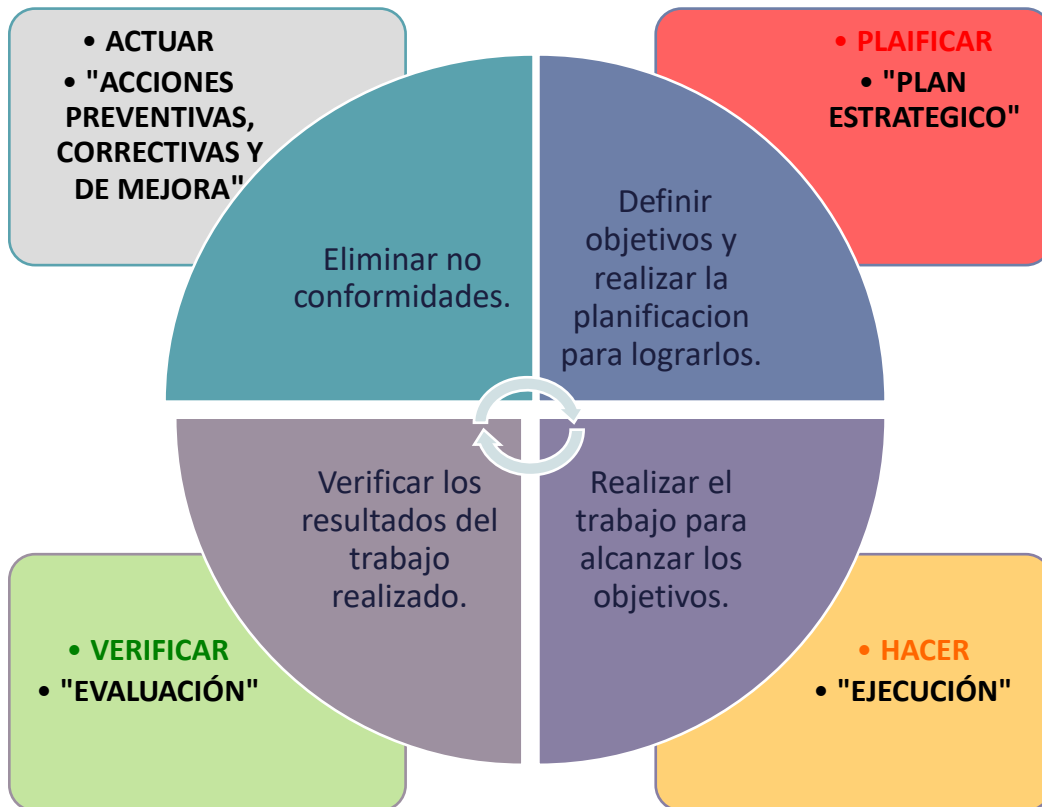 • ACTUAR
• "ACCIONES
PREVENTIVAS,
CORRECTIVAS Y
DE MEJORA"
• PLAIFICAR
• "PLAN
ESTRATEGICO"
Eliminar no
conformidades.
Definir
objetivos y
realizar la
planificacion
para lograrlos.
Verificar los
resultados del
trabajo
realizado.
Realizar el
trabajo para
alcanzar los
objetivos.
• VERIFICAR
• "EVALUACIÓN"
• HACER
• "EJECUCIÓN"